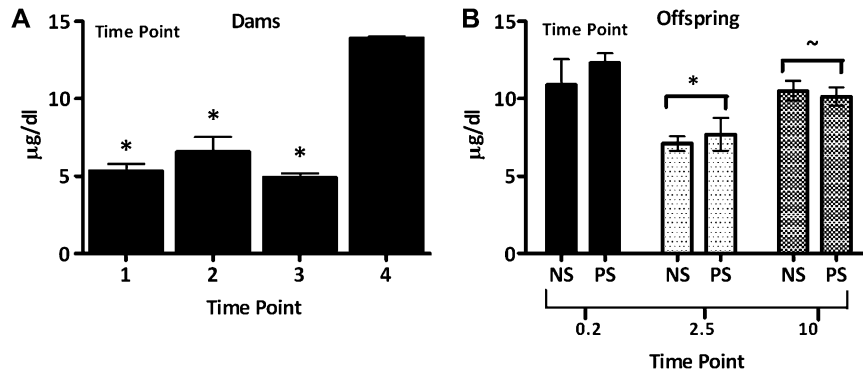 A
Time Point
Dams
15
10
5
0
µg/dl
*
*
*
1
2
3
4
Time Point
B
Time Point
Offspring
15
10
5
0
µg/dl
*
~
NS PS NS PS NS PS
0.2 2.5 10
Time Point